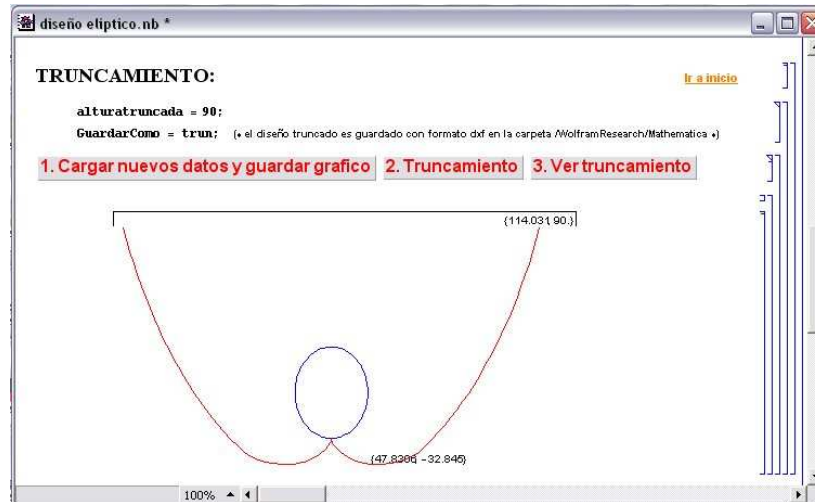 diseño eliptico.nb *
TRUNCAMIENTO:
Ir a inicio
alturatruncada = 90;
GuardarComo = trun; (* el diseño truncado es guardado con formato dxf en la carpeta /WolframResearch/Mathematica *)
1. Cargar nuevos datos y guardar grafico 2. Truncamiento 3. Ver truncamiento
{114.031, 90.}
{47.8306, -32.845}
100%